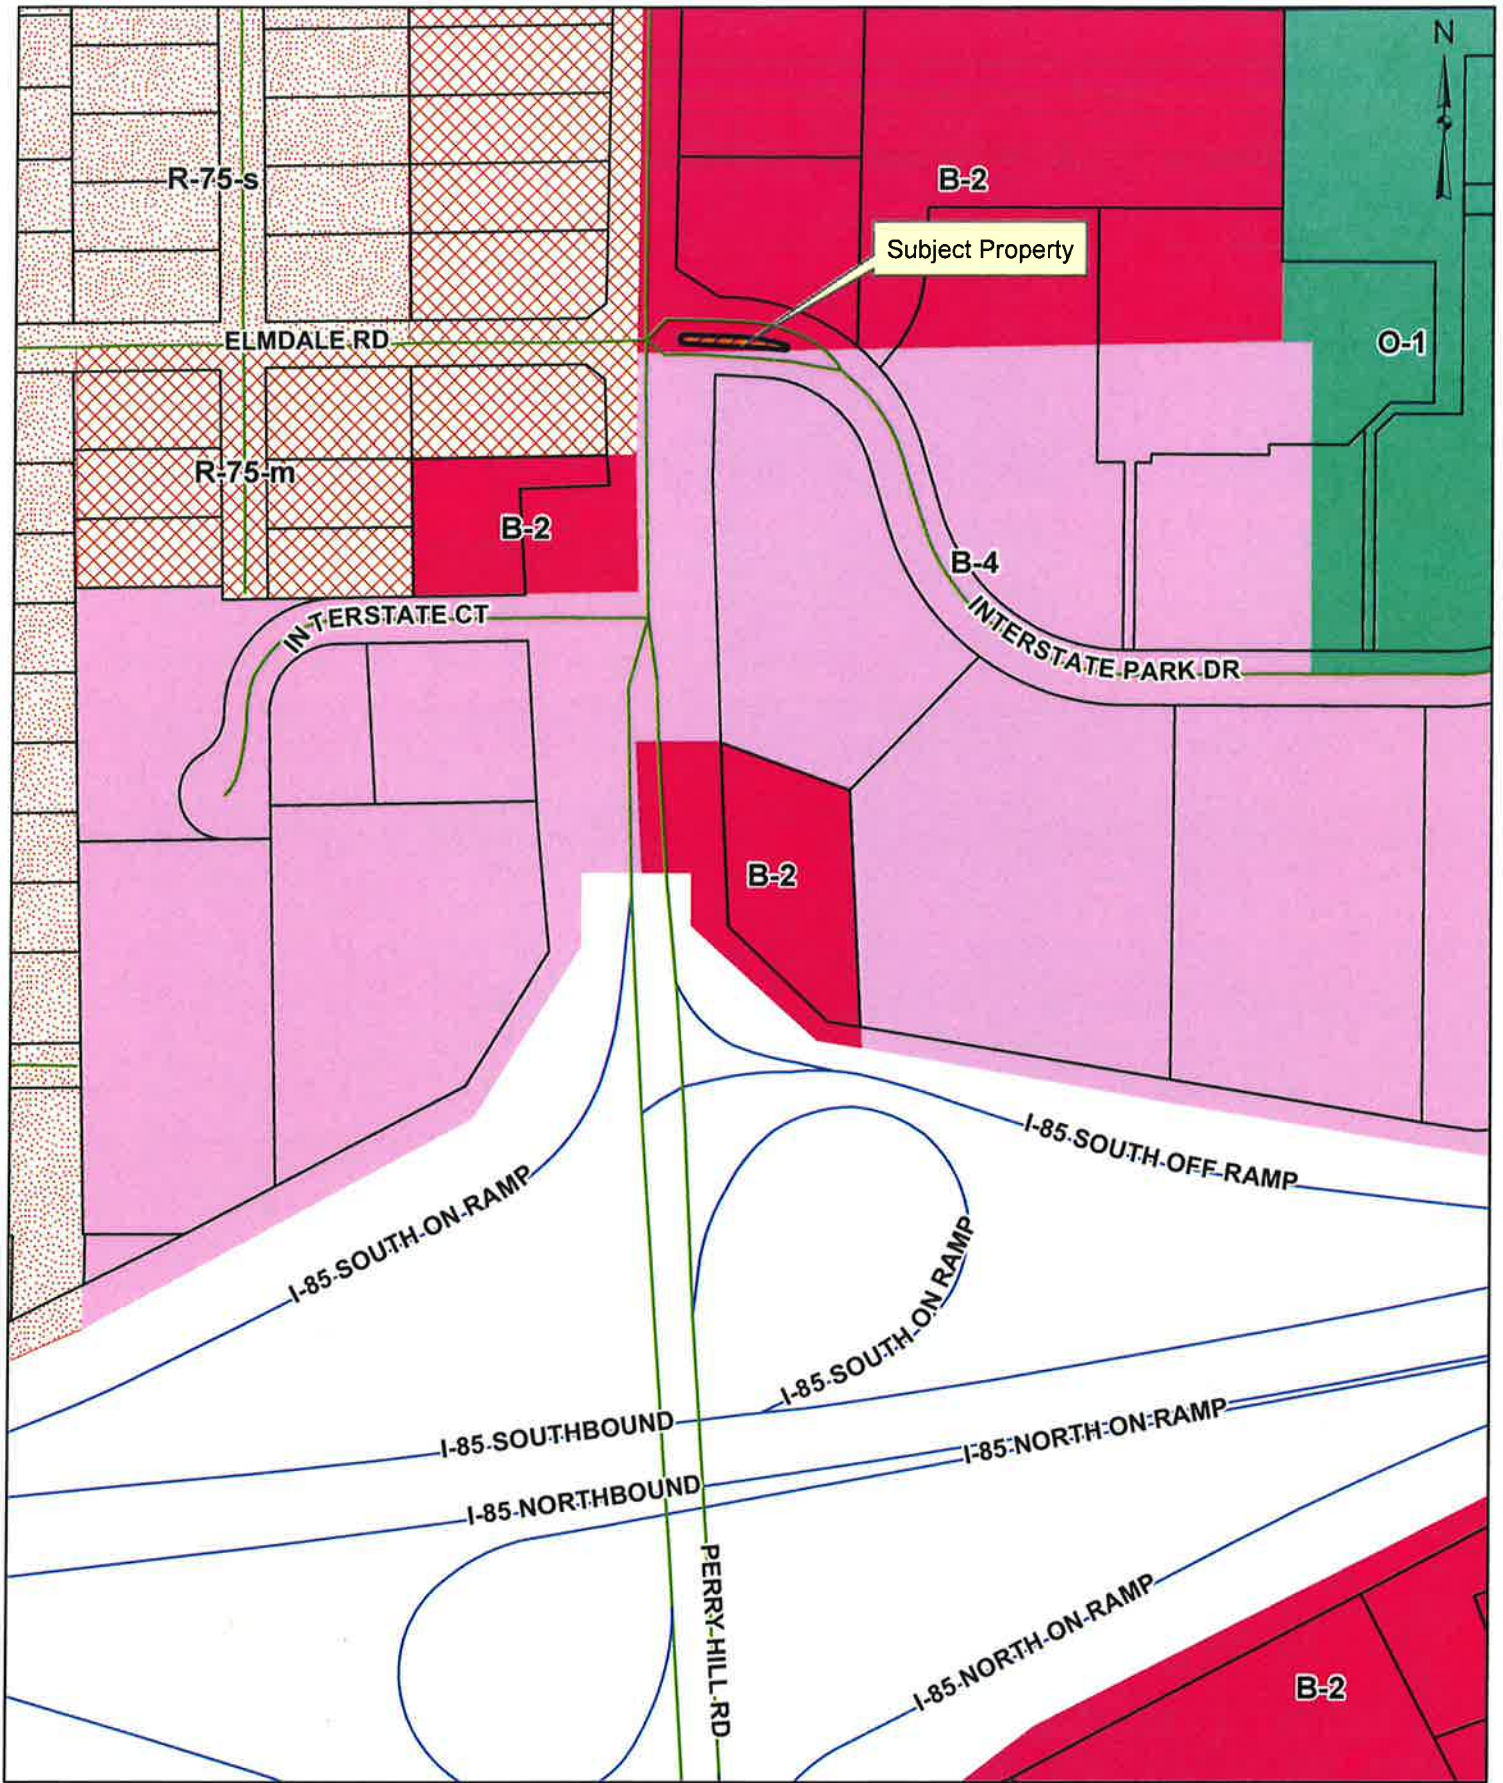 N
R-75-s
B-2
Subject Property
ELMDALE RD
O-1
R-75-m
B-2
B-4
INTERSTATE CT
INTERSTATE PARK DR
B-2
I-85 SOUTH OFF RAMP
I-85 SOUTH ON RAMP
I-85 SOUTH ON RAMP
I-85 SOUTHBOUND
I-85 NORTH ON RAMP
I-85 NORTHBOUND
PERRY HILL RD
I-85 NORTH ON RAMP
B-2